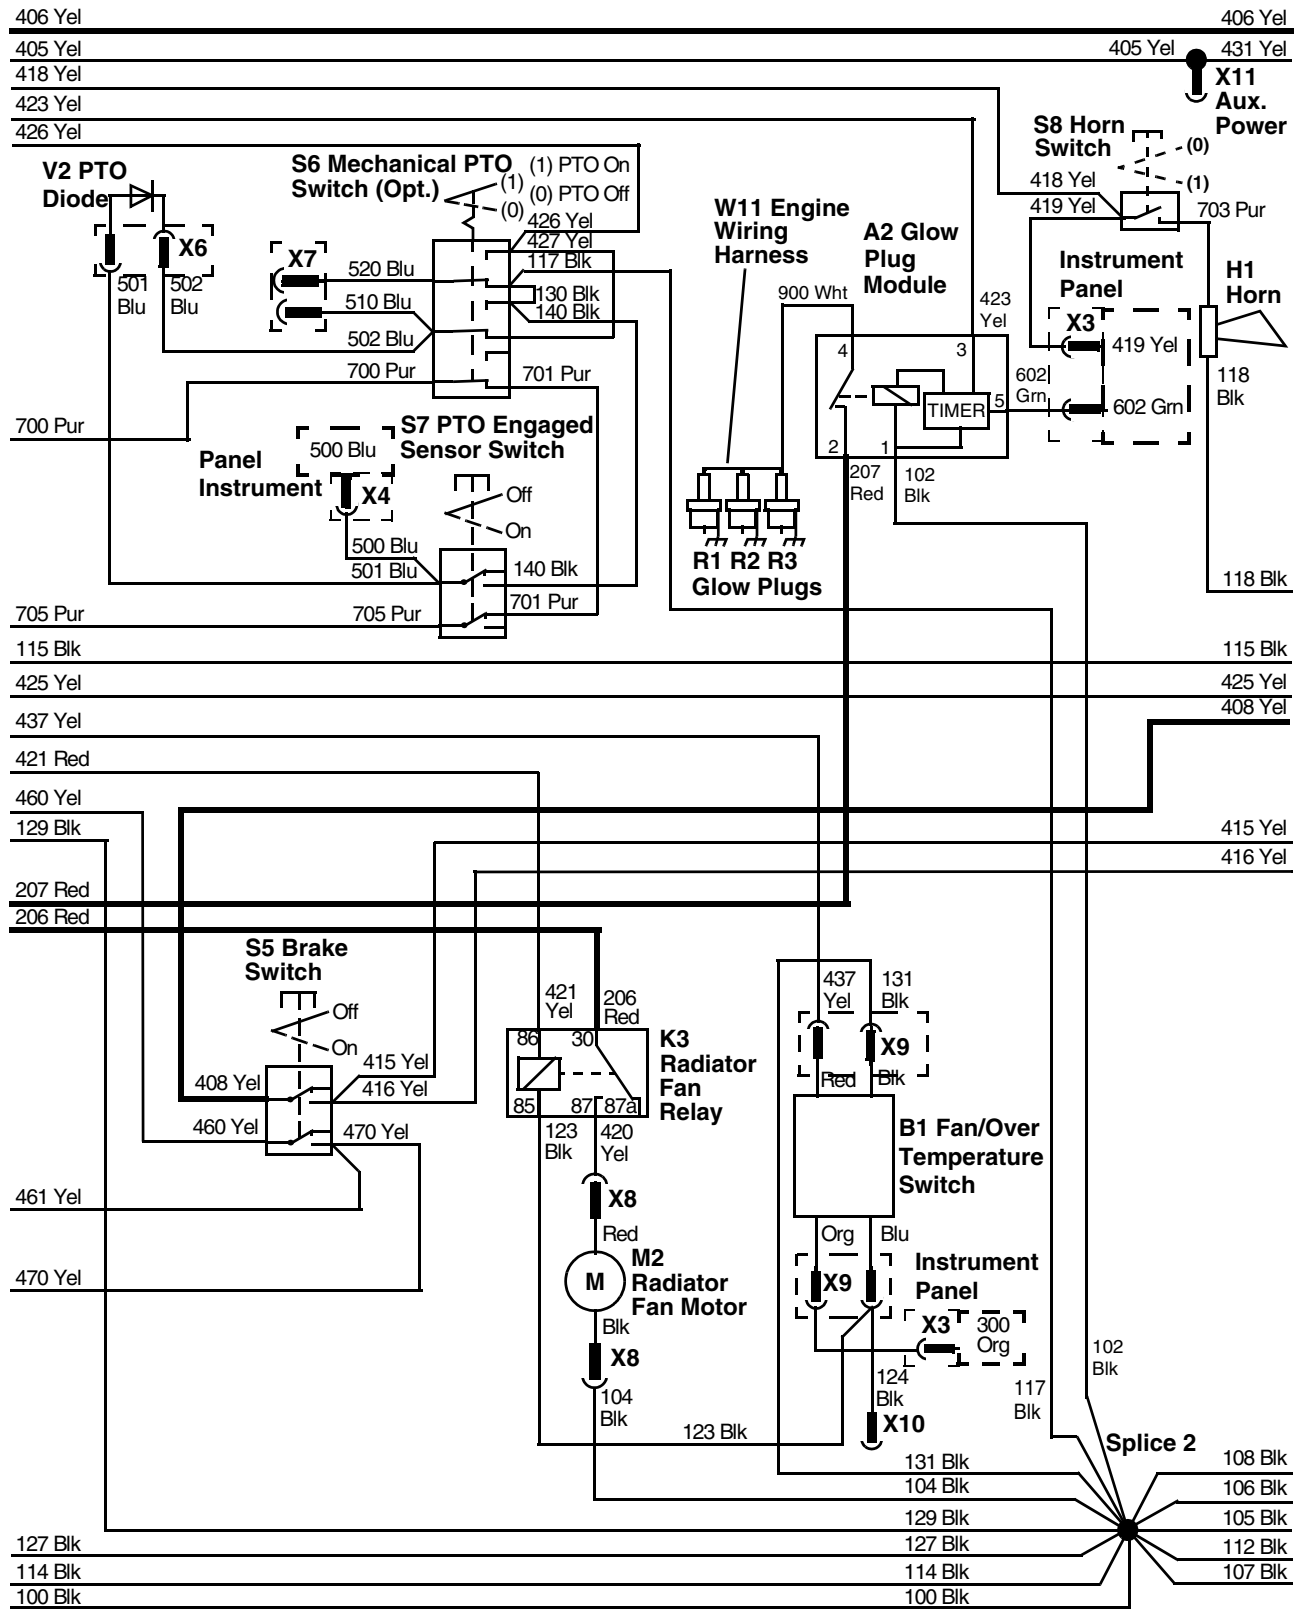 406 Yel
406 Yel
405 Yel
405 Yel
431 Yel
418 Yel
X11
Aux.
Power
423 Yel
426 Yel
S8 Horn
Switch
(0)
(1)
V2 PTO
Diode
S6 Mechanical PTO
Switch (Opt.)
(1) PTO On
(0) PTO Off
(1)
(0)
418 Yel
419 Yel
703 Pur
426 Yel
427 Yel
117 Blk
130 Blk
140 Blk
X6
501
Blu
502
Blu
X7
520 Blu
510 Blu
502 Blu
700 Pur
701 Pur
W11 Engine
Wiring
Harness
A2 Glow
Plug
Module
900 Wht
423
Yel
4
3
TIMER
5
2
1
602
Grn
Instrument
Panel
X3
419 Yel
602 Grn
H1
Horn
118
Blk
700 Pur
S7 PTO Engaged
Sensor Switch
Panel
Instrument
500 Blu
X4
Off
On
207
Red
102
Blk
R1 R2 R3
Glow Plugs
500 Blu
501 Blu
140 Blk
701 Pur
118 Blk
705 Pur
705 Pur
115 Blk
115 Blk
425 Yel
425 Yel
408 Yel
437 Yel
421 Red
460 Yel
129 Blk
415 Yel
416 Yel
207 Red
206 Red
S5 Brake
Switch
Off
On
408 Yel
415 Yel
416 Yel
460 Yel
470 Yel
461 Yel
470 Yel
421
Yel
206
Red
86
30
85
87
87a
K3
Radiator
Fan
Relay
123
Blk
420
Yel
X8
Red
M
M2
Radiator
Fan Motor
Blk
X8
104
Blk
437
Yel
131
Blk
X9
Red
Blk
B1 Fan/Over
Temperature
Switch
Org
Blu
X9
Instrument
Panel
X3
300
Org
124
Blk
X10
123 Blk
117
Blk
102
Blk
Splice 2
131 Blk
108 Blk
104 Blk
106 Blk
129 Blk
105 Blk
127 Blk
127 Blk
112 Blk
114 Blk
114 Blk
107 Blk
100 Blk
100 Blk